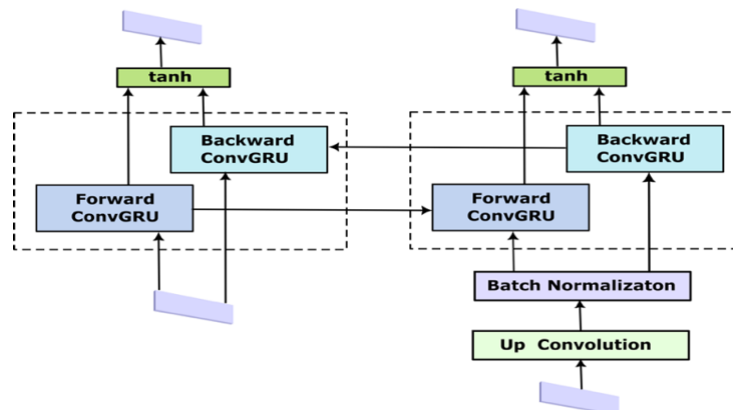 tanh
tanh
Backward
ConvGRU
Backward
ConvGRU
Forward
ConvGRU
Forward
ConvGRU
Batch Normalizaton
Up Convolution